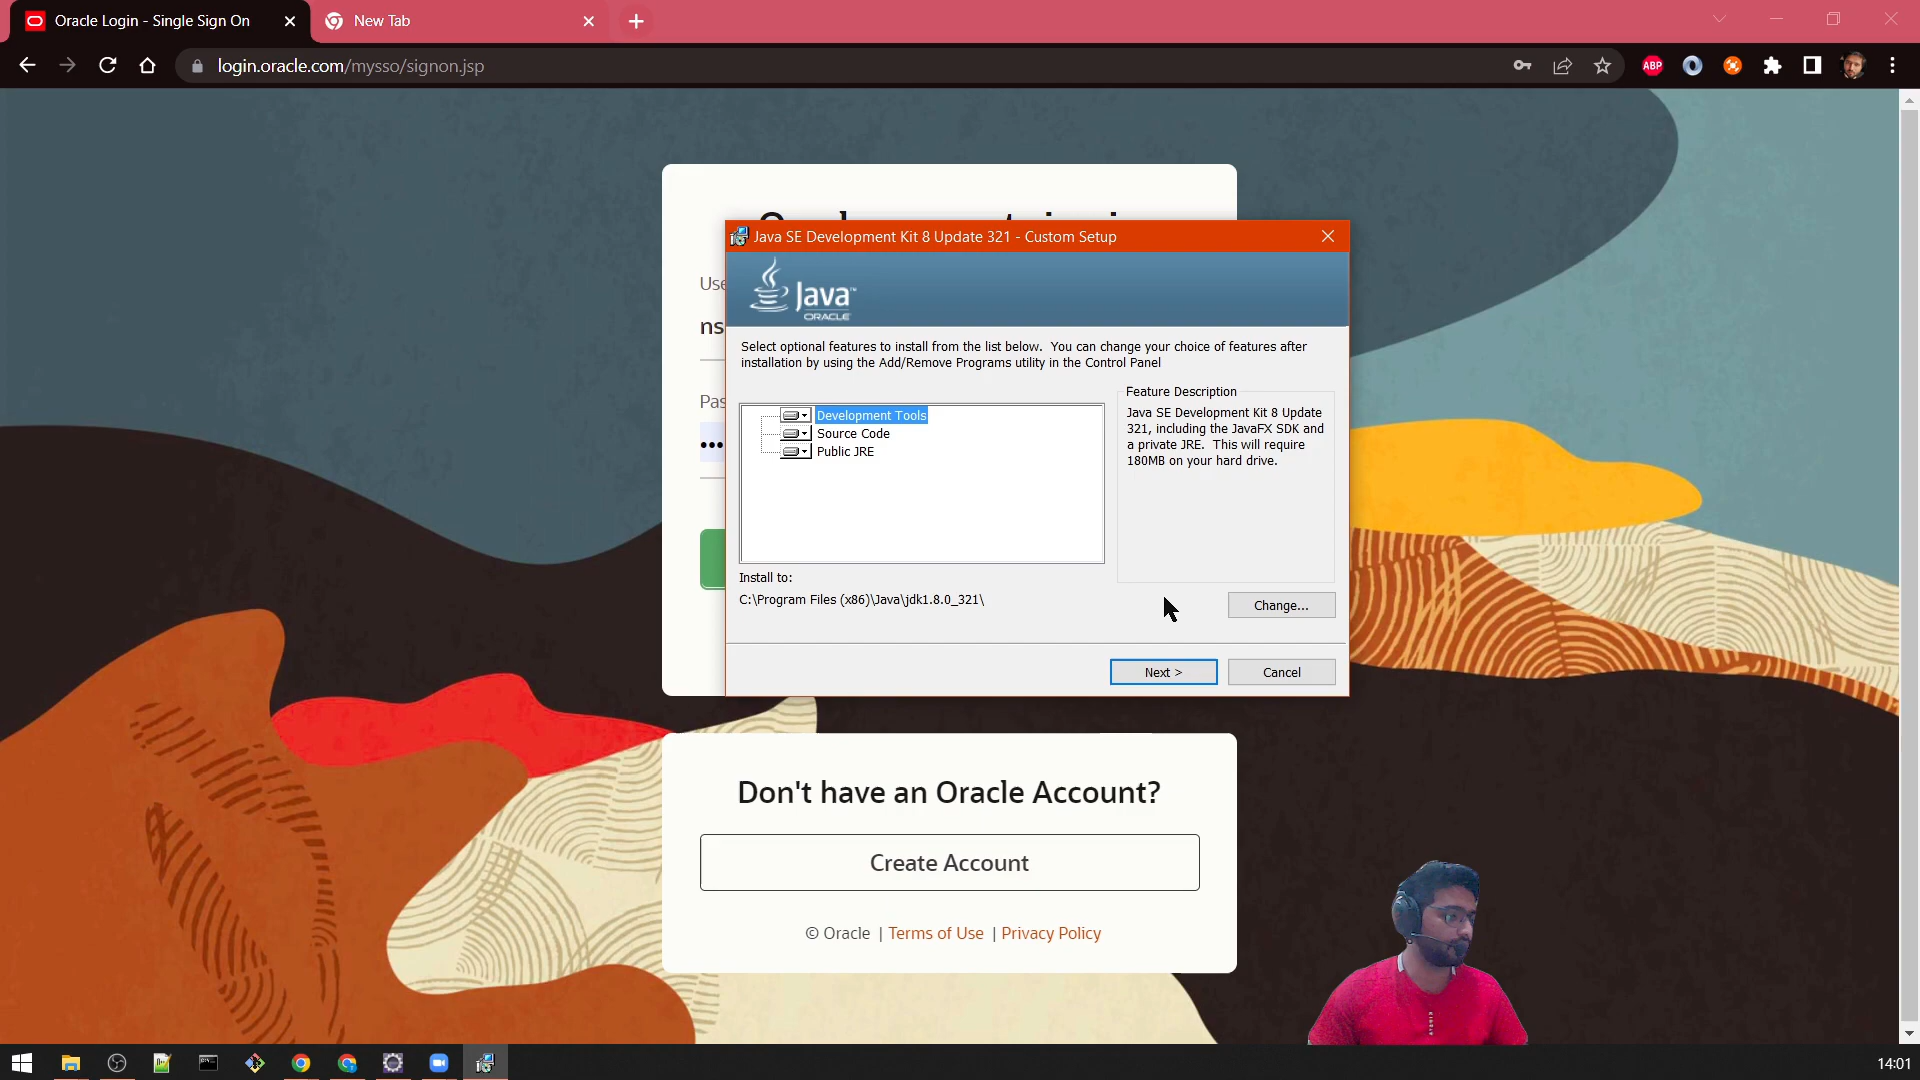 Oracle Login - Single Sign On
New Tab
login.oracle.com/mysso/signon.jsp
ABP
Use
ns
Pas
Java SE Development Kit 8 Update 321 - Custom Setup
Java™
ORACLE
Select optional features to install from the list below.  You can change your choice of features after
installation by using the Add/Remove Programs utility in the Control Panel
Development Tools
Source Code
Public JRE
Feature Description
Java SE Development Kit 8 Update
321, including the JavaFX SDK and
a private JRE.  This will require
180MB on your hard drive.
Install to:
C:\Program Files (x86)\Java\jdk1.8.0_321\
Change...
Next >
Cancel
Don't have an Oracle Account?
Create Account
© Oracle | Terms of Use | Privacy Policy
14:01